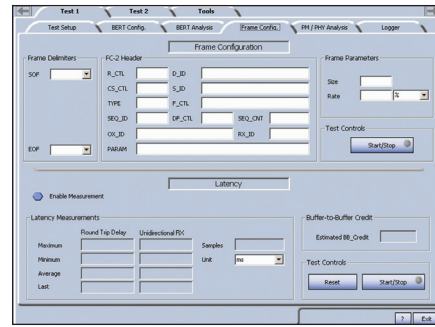 Test 1 Test 2 Tools
Test Setup BERT Config. BERT Analysis Frame Config. PM / PHY Analysis Logger
Frame Configuration
Frame Delimiters FC-2 Header Frame Parameters
SOF R_CTL D_ID
CS_CTL S_ID Size
TYPE F_CTL Rate %
SEQ_ID DF_CTL SEQ_CNT
OX_ID RX_ID Test Controls
EOF PARAM Start/Stop
Latency
Enable Measurement
Latency Measurements Buffer-to-Buffer Credit
Round Trip Delay Unidirectional RX
Maximum Samples Estimated BB_Credit
Minimum Unit ms
Average Test Controls
Last Reset Start/Stop
? Exit